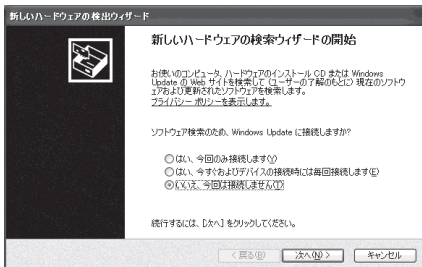 新しいハードウェアの検出ウィザード
新しいハードウェアの検索ウィザードの開始
お使いのコンピュータ、ハードウェアのインストール CD または Windows
Update の Web サイトを検索して (ユーザーの了解のもとに) 現在のソフトウ
ェアおよび更新されたソフトウェアを検索します。
プライバシー ポリシーを表示します。
ソフトウェア検索のため、Windows Update に接続しますか?
はい、今回のみ接続します(Y)
はい、今すぐおよびデバイスの接続時には毎回接続します(E)
いいえ、今回は接続しません(T)
続行するには、[次へ] をクリックしてください。
< 戻る(B)
次へ(N) >
キャンセル